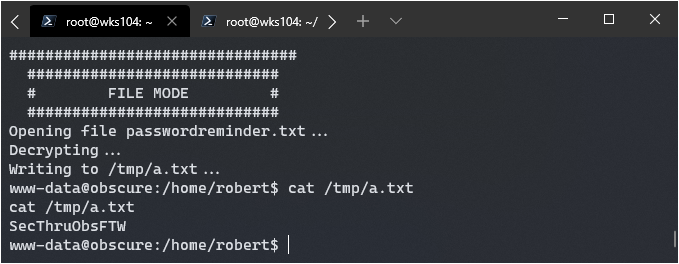 root@wks104: ~
root@wks104: ~/
################################
############################
# FILE MODE #
############################
Opening file passwordreminder.txt...
Decrypting...
Writing to /tmp/a.txt...
www-data@obscure:/home/robert$ cat /tmp/a.txt
cat /tmp/a.txt
SecThruObsFTW
www-data@obscure:/home/robert$